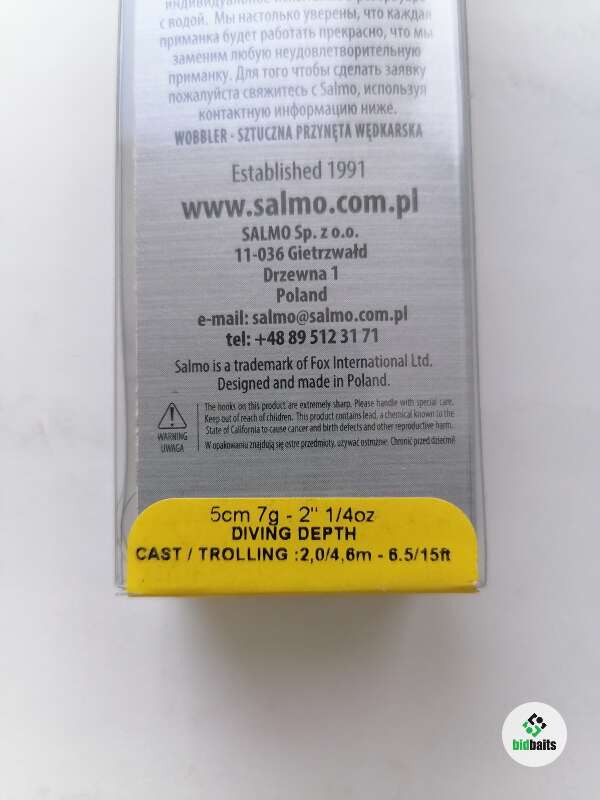 индивидуальное
с водой. Мы настолько уверены, что каждая
приманка будет работать прекрасно, что мы
заменим любую неудовлетворительную
приманку. Для того чтобы сделать заявку
пожалуйста свяжитесь с Salmo, используя
контактную информацию ниже.
WOBBLER - SZTUCZNA PRZYNĘTA WĘDKARSKA
Established 1991
www.salmo.com.pl
SALMO Sp. z o.o.
11-036 Gietrzwałd
Drzewna 1
Poland
e-mail: salmo@salmo.com.pl
tel: +48 89 512 31 71
Salmo is a trademark of Fox International Ltd.
Designed and made in Poland.
The hooks on this product are extremely sharp. Please handle with special care.
Keep out of reach of children. This product contains lead, a chemical known to the
State of California to cause cancer and birth defects and other reproductive harm.
WARNING
UWAGA
W opakowaniu znajdują się ostre przedmioty, używać ostrożnie. Chronić przed dziećmi!
5cm 7g - 2" 1/4oz
DIVING DEPTH
CAST / TROLLING :2,0/4,6m - 6.5/15ft
bidbaits